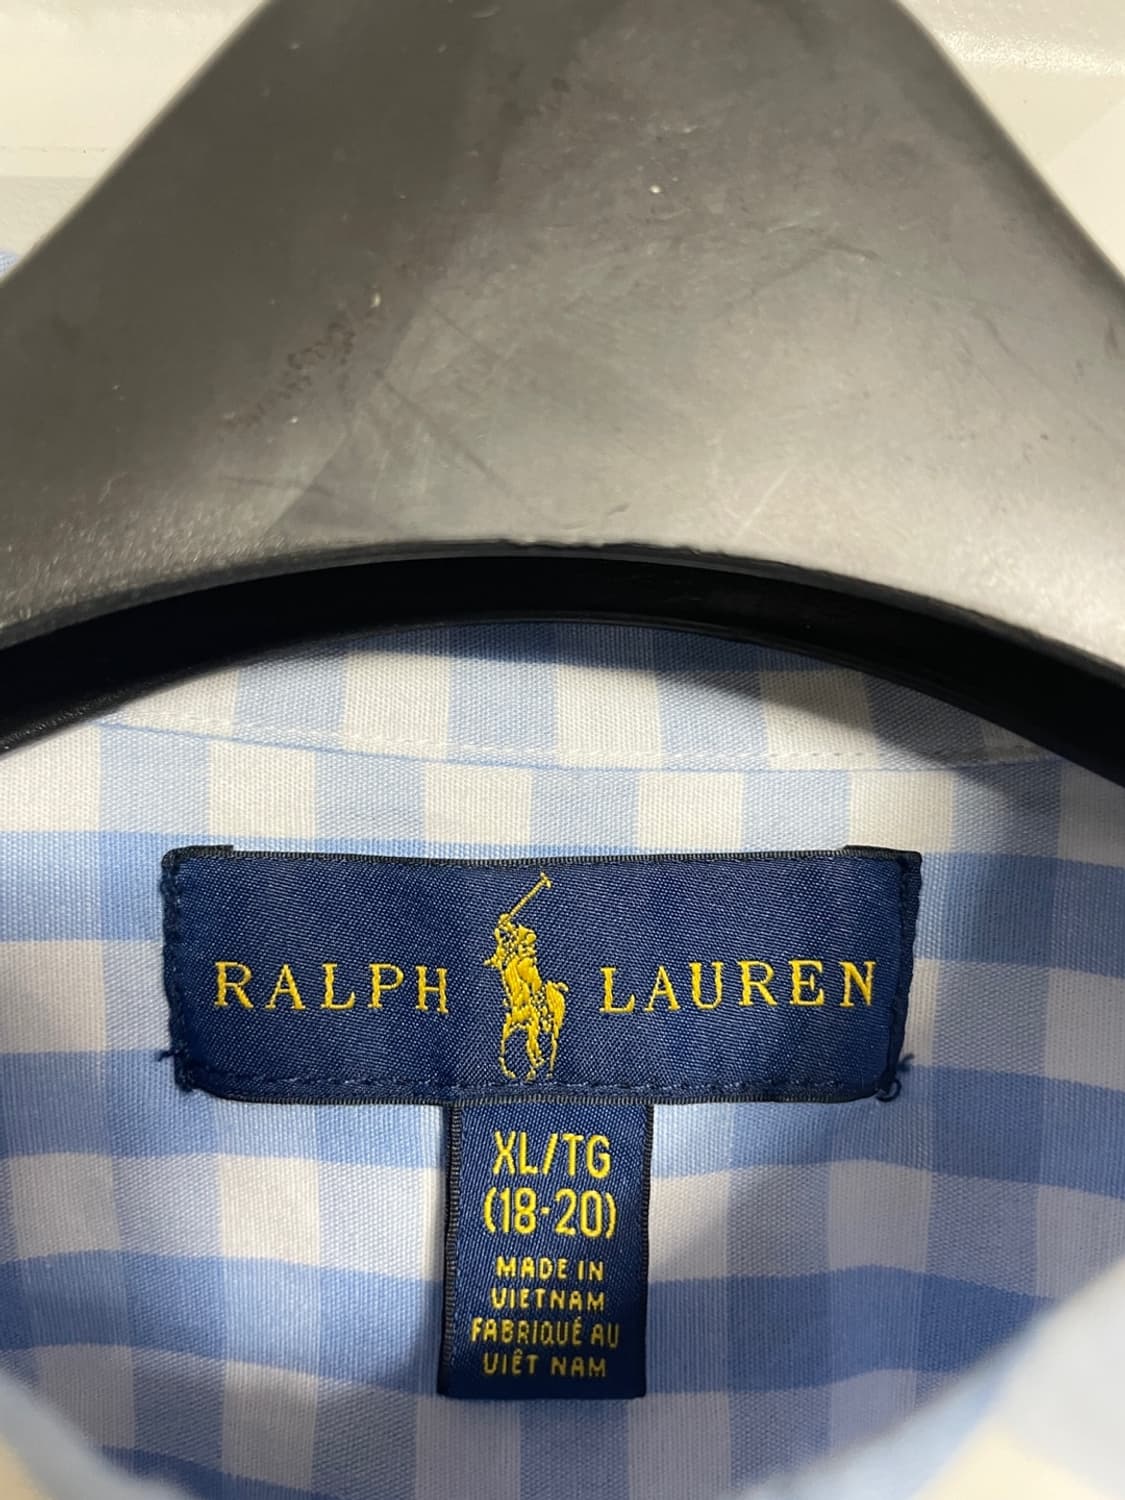 RALPH LAUREN
XL/TG
(18-20)
MADE IN
VIETNAM
FABRIQUÉ AU
VIÊT NAM